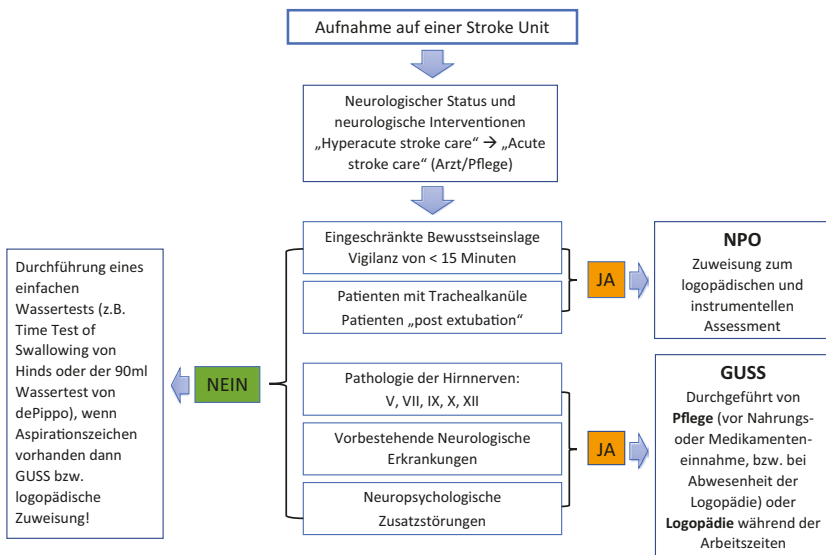 Aufnahme auf einer Stroke Unit
Neurologischer Status und
neurologische Interventionen
„Hyperacute stroke care“ → „Acute
stroke care“ (Arzt/Pflege)
Eingeschränkte Bewusstseinslage
Vigilanz von < 15 Minuten
Patienten mit Trachealkanüle
Patienten „post extubation“
JA
NPO
Zuweisung zum
logopädischen und
instrumentellen
Assessment
Durchführung eines
einfachen
Wassertests (z.B.
Time Test of
Swallowing von
Hinds oder der 90ml
Wassertest von
dePippo), wenn
Aspirationszeichen
vorhanden dann
GUSS bzw.
logopädische
Zuweisung!
NEIN
Pathologie der Hirnnerven:
V, VII, IX, X, XII
Vorbestehende Neurologische
Erkrankungen
Neuropsychologische
Zusatzstörungen
JA
GUSS
Durchgeführt von
Pflege (vor Nahrungs-
oder Medikamenten-
einnahme, bzw. bei
Abwesenheit der
Logopädie) oder
Logopädie während der
Arbeitszeiten